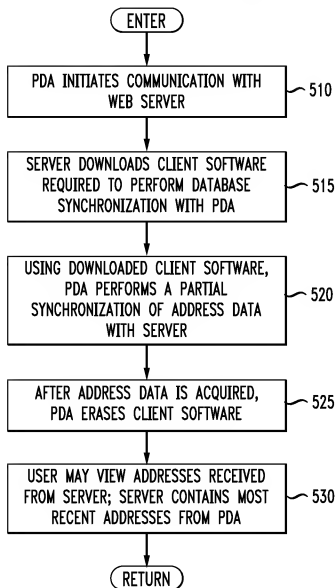 ENTER
PDA INITIATES COMMUNICATION WITH
WEB SERVER
510
SERVER DOWNLOADS CLIENT SOFTWARE
REQUIRED TO PERFORM DATABASE
SYNCHRONIZATION WITH PDA
515
USING DOWNLOADED CLIENT SOFTWARE,
PDA PERFORMS A PARTIAL
SYNCHRONIZATION OF ADDRESS DATA
WITH SERVER
520
AFTER ADDRESS DATA IS ACQUIRED,
PDA ERASES CLIENT SOFTWARE
525
USER MAY VIEW ADDRESSES RECEIVED
FROM SERVER; SERVER CONTAINS MOST
RECENT ADDRESSES FROM PDA
530
RETURN